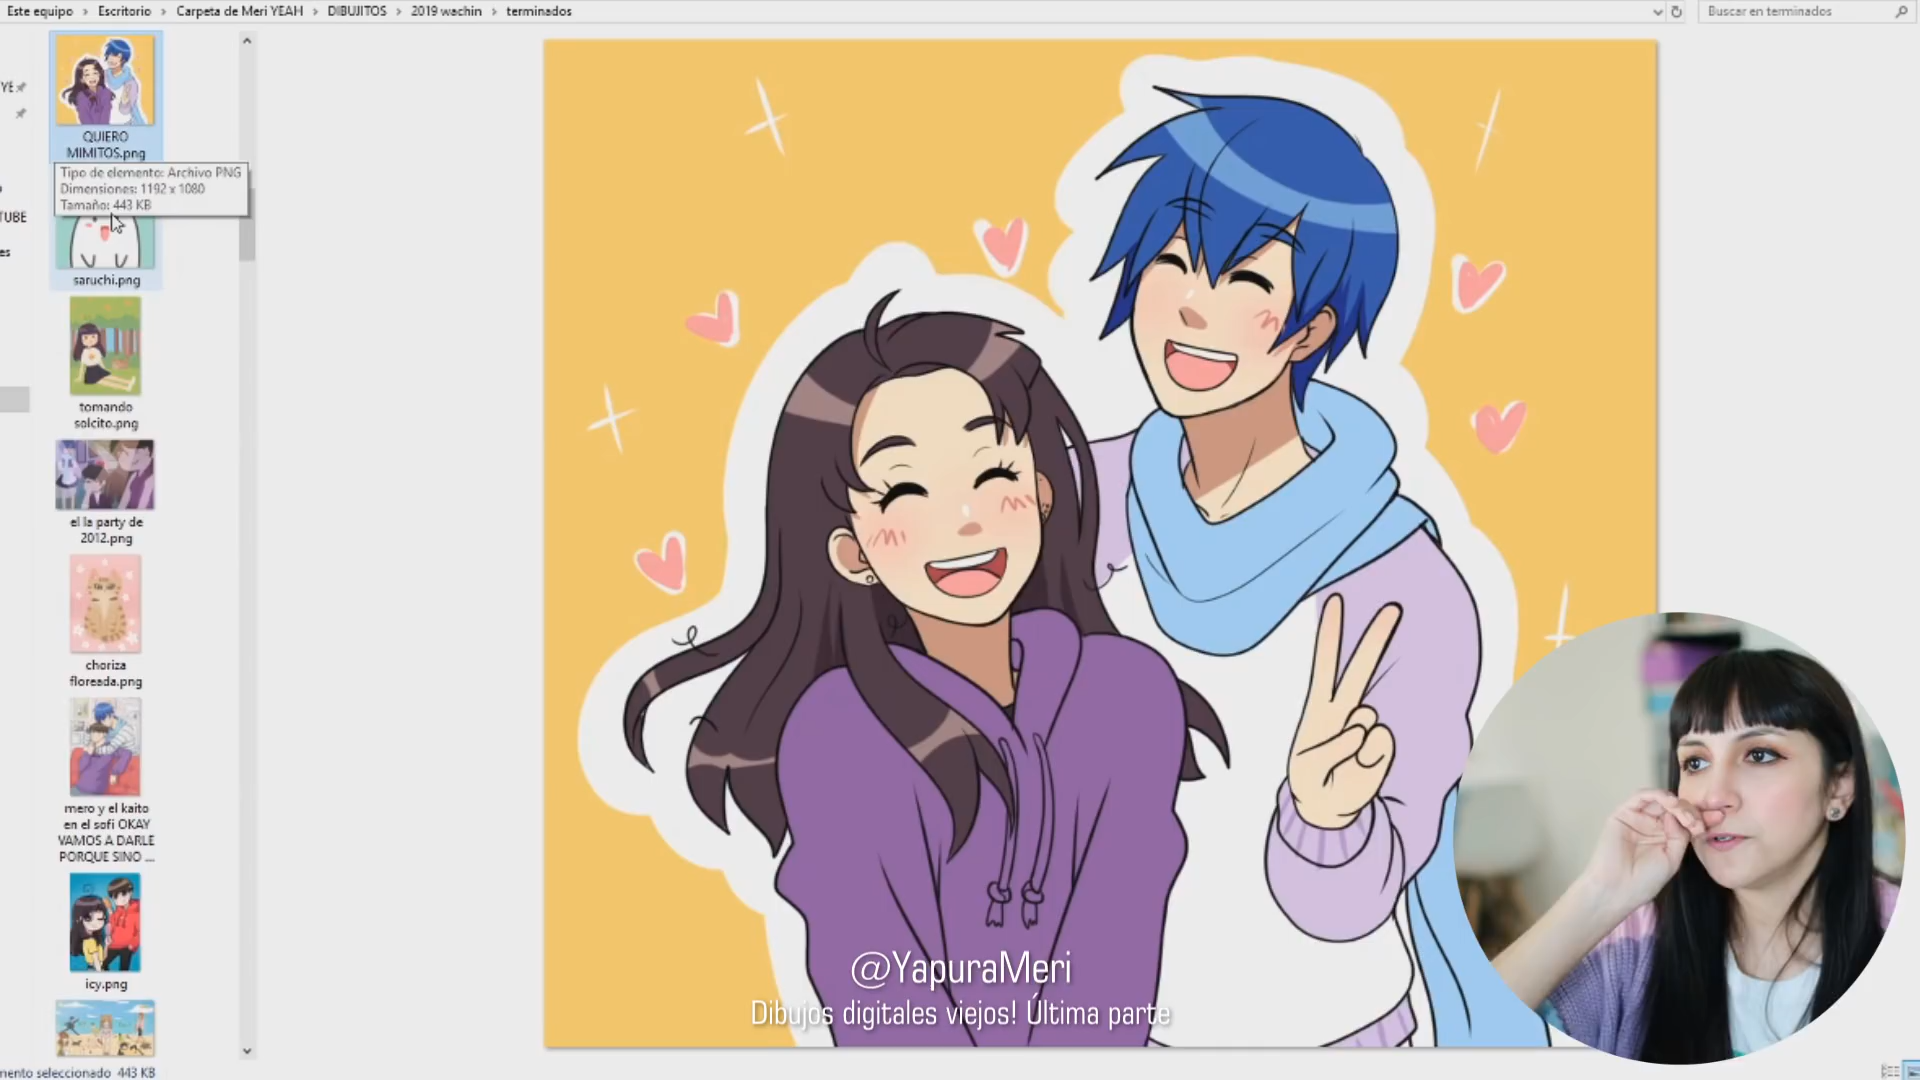 Este equipo > Escritorio > Carpeta de Meri YEAH > DIBUJITOS > 2019 wachin > terminados
Buscar en terminados
YE
TUBE
es
QUIERO
MIMITOS.png
Tipo de elemento: Archivo PNG
Dimensiones: 1192 x 1080
Tamaño: 443 KB
saruchi.png
tomando
solcito.png
el la party de
2012.png
choriza
floreada.png
mero y el kaito
en el sofi OKAY
VAMOS A DARLE
PORQUE SINO ...
icy.png
@YapuraMeri
Dibujos digitales viejos! Última parte
mento seleccionado 443 KB